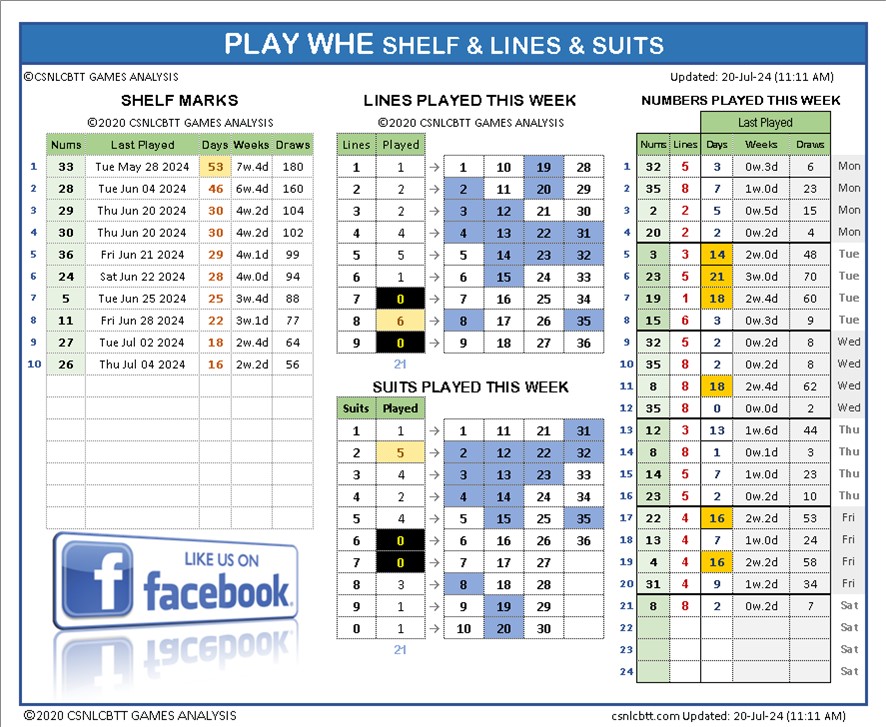 PLAY WHE SHELF & LINES & SUITS
©CSNLCBTT GAMES ANALYSIS
Updated: 20-Jul-24 (11:11 AM)
SHELF MARKS
©2020 CSNLCBTT GAMES ANALYSIS
Nums Last Played Days Weeks Draws
1 33 Tue May 28 2024 53 7w.4d 180
2 28 Tue Jun 04 2024 46 6w.4d 160
3 29 Thu Jun 20 2024 30 4w.2d 104
4 30 Thu Jun 20 2024 30 4w.2d 102
5 36 Fri Jun 21 2024 29 4w.1d 99
6 24 Sat Jun 22 2024 28 4w.0d 94
7 5 Tue Jun 25 2024 25 3w.4d 88
8 11 Fri Jun 28 2024 22 3w.1d 77
9 27 Tue Jul 02 2024 18 2w.4d 64
10 26 Thu Jul 04 2024 16 2w.2d 56
LIKE US ON
f facebook
LINES PLAYED THIS WEEK
©2020 CSNLCBTT GAMES ANALYSIS
Lines Played
1 1 → 1 10 19 28
2 2 → 2 11 20 29
3 2 → 3 12 21 30
4 4 → 4 13 22 31
5 5 → 5 14 23 32
6 1 → 6 15 24 33
7 0 → 7 16 25 34
8 6 → 8 17 26 35
9 0 → 9 18 27 36
21
SUITS PLAYED THIS WEEK
Suits Played
1 1 → 1 11 21 31
2 5 → 2 12 22 32
3 4 → 3 13 23 33
4 2 → 4 14 24 34
5 4 → 5 15 25 35
6 0 → 6 16 26 36
7 0 → 7 17 27
8 3 → 8 18 28
9 1 → 9 19 29
0 1 → 10 20 30
21
NUMBERS PLAYED THIS WEEK
Last Played
Nums Lines Days Weeks Draws
1 32 5 3 0w.3d 6 Mon
2 35 8 7 1w.0d 23 Mon
3 2 2 5 0w.5d 15 Mon
4 20 2 2 0w.2d 4 Mon
5 3 3 14 2w.0d 48 Tue
6 23 5 21 3w.0d 70 Tue
7 19 1 18 2w.4d 60 Tue
8 15 6 3 0w.3d 9 Tue
9 32 5 2 0w.2d 8 Wed
10 35 8 2 0w.2d 8 Wed
11 8 8 18 2w.4d 62 Wed
12 35 8 0 0w.0d 2 Wed
13 12 3 13 1w.6d 44 Thu
14 8 8 1 0w.1d 3 Thu
15 14 5 7 1w.0d 23 Thu
16 23 5 2 0w.2d 10 Thu
17 22 4 16 2w.2d 53 Fri
18 13 4 7 1w.0d 24 Fri
19 4 4 16 2w.2d 58 Fri
20 31 4 9 1w.2d 34 Fri
21 8 8 2 0w.2d 7 Sat
22 Sat
23 Sat
24 Sat
©2020 CSNLCBTT GAMES ANALYSIS
csnlcbtt.com Updated: 20-Jul-24 (11:11 AM)